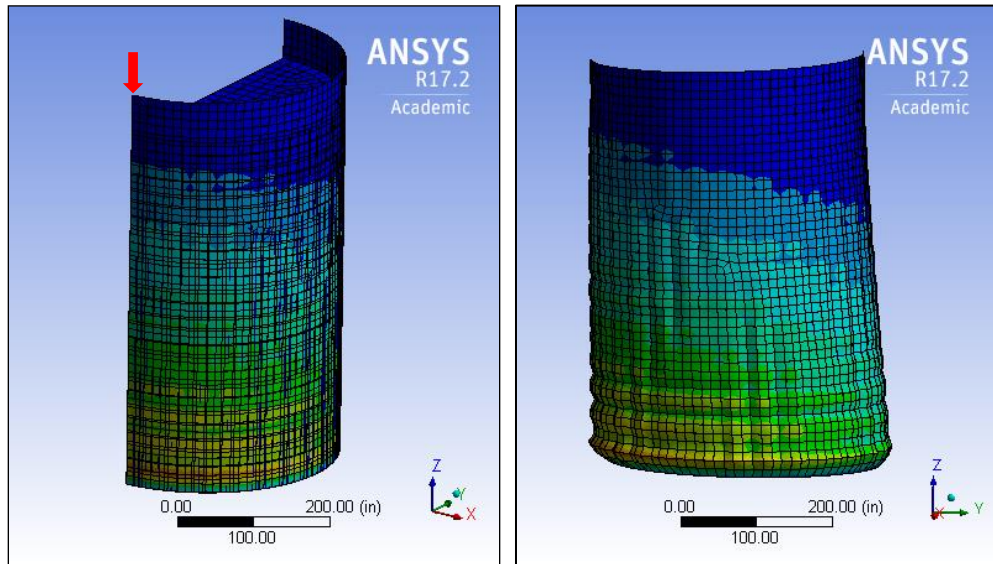 ANSYS
R17.2
Academic
Z
Y
X
0.00 200.00 (in)
100.00
ANSYS
R17.2
Academic
Z
X Y
0.00 200.00 (in)
100.00